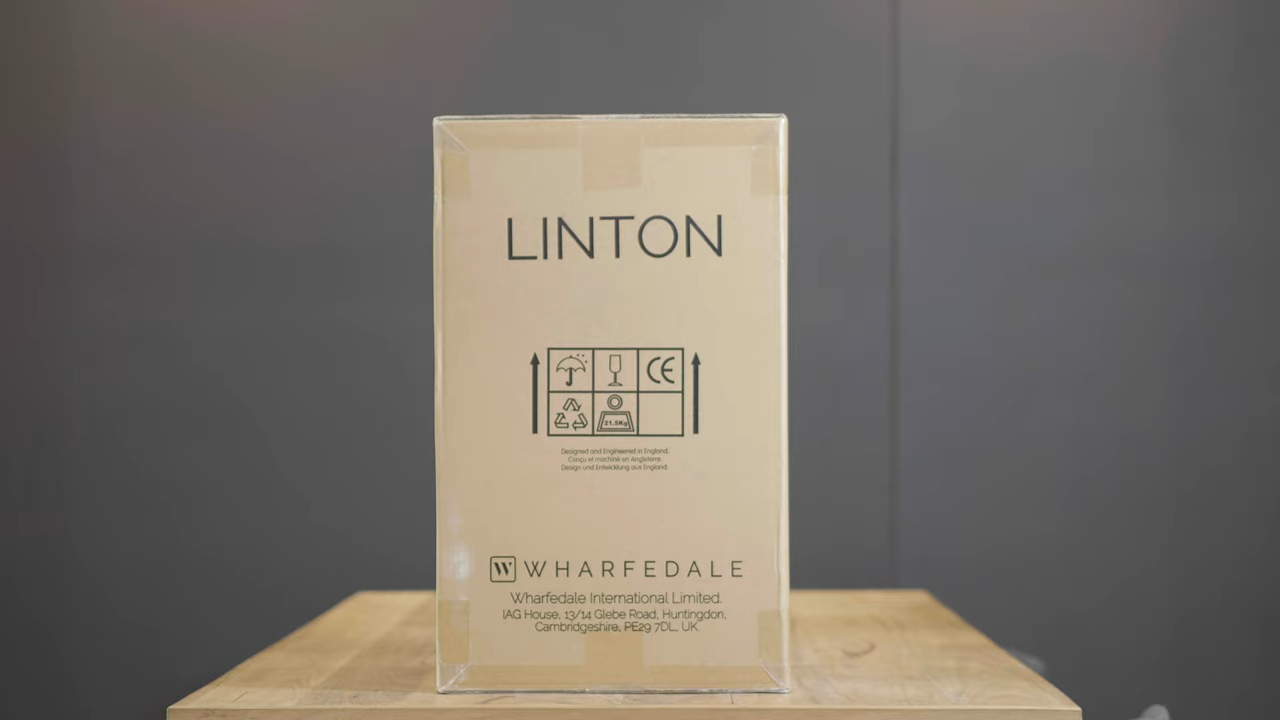 LINTON
CE
21.5Kg
Designed and Engineered in England.
Conçu et machiné en Angleterre.
Design und Entwicklung aus England.
W WHARFEDALE
Wharfedale International Limited.
IAG House, 13/14 Glebe Road, Huntingdon,
Cambridgeshire, PE29 7DL, UK.